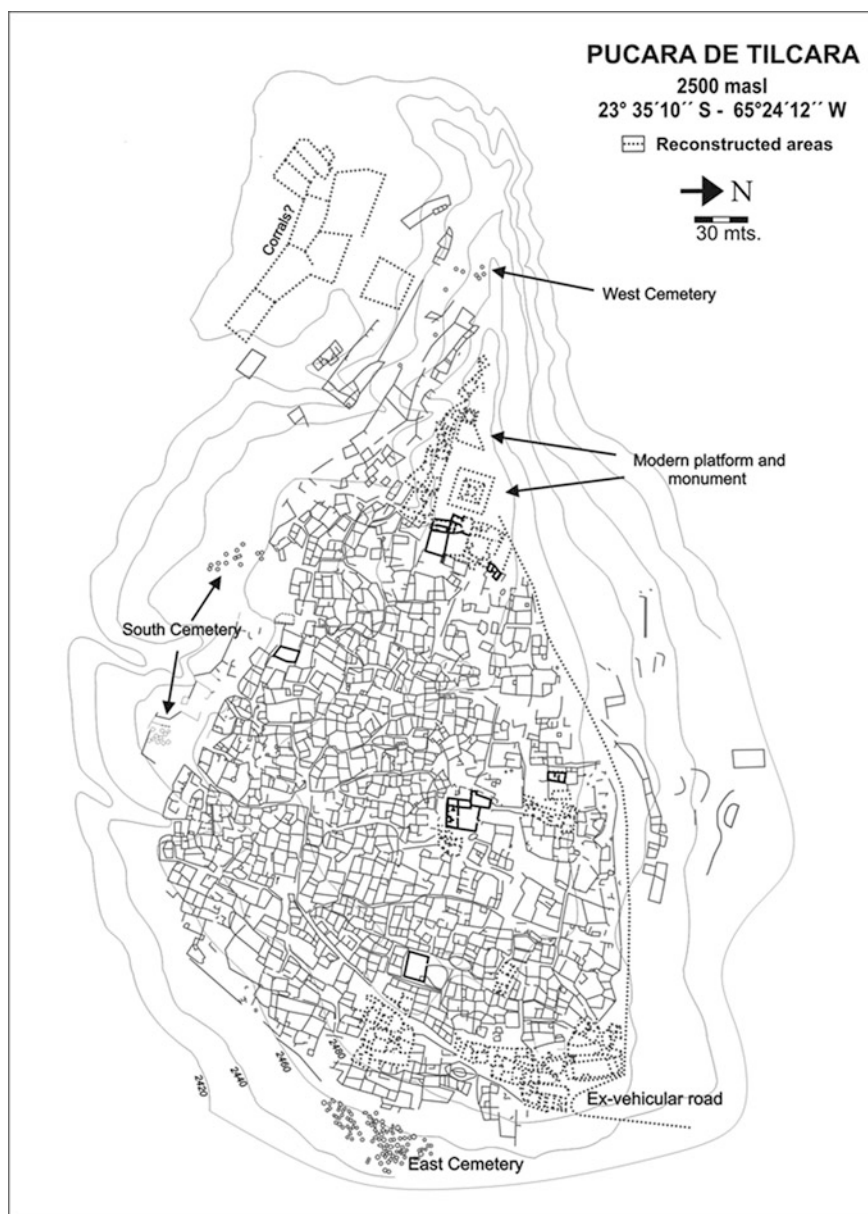 PUCARA DE TILCARA
2500 masl
23° 35´10´´ S - 65°24´12´´ W
Reconstructed areas
N
30 mts.
Corrals?
West Cemetery
Modern platform and
monument
South Cemetery
2420
2440
2460
2480
Ex-vehicular road
East Cemetery